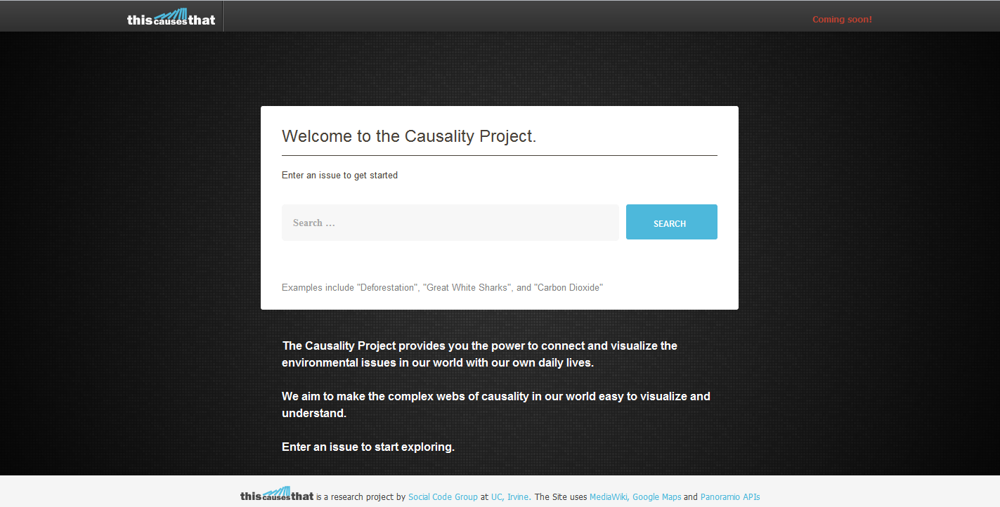 thiscausesthat
Coming soon!
Welcome to the Causality Project.
Enter an issue to get started
Search ...
SEARCH
Examples include "Deforestation", "Great White Sharks", and "Carbon Dioxide"
The Causality Project provides you the power to connect and visualize the
environmental issues in our world with our own daily lives.
We aim to make the complex webs of causality in our world easy to visualize and
understand.
Enter an issue to start exploring.
thiscausesthat is a research project by Social Code Group at UC, Irvine. The Site uses MediaWiki, Google Maps and Panoramio APIs